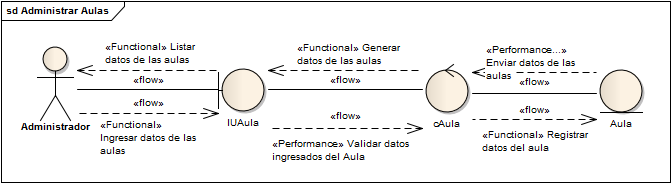 sd Administrar Aulas
«Functional» Listar
datos de las aulas
«flow»
«flow»
Administrador
«Functional»
Ingresar datos de las
aulas
IUAula
«Functional» Generar
datos de las aulas
«flow»
«flow»
«Performance» Validar datos
ingresados del Aula
cAula
«Performance...»
Enviar datos de las
aulas
«flow»
«flow»
«Functional» Registrar
datos del aula
Aula